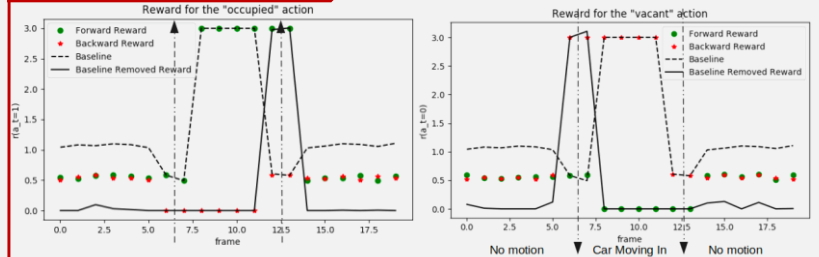 Reward for the "occupied" action
3.0
2.5
2.0
1.5
1.0
0.5
0.0
r(a_t=1)
Forward Reward
Backward Reward
Baseline
Baseline Removed Reward
0.0 2.5 5.0 7.5 10.0 12.5 15.0 17.5
frame
Reward for the "vacant" action
3.0
2.5
2.0
1.5
1.0
0.5
0.0
r(a_t=0)
Forward Reward
Backward Reward
Baseline
Baseline Removed Reward
0.0 2.5 5.0 7.5 10.0 12.5 15.0 17.5
frame
No motion Car Moving In No motion